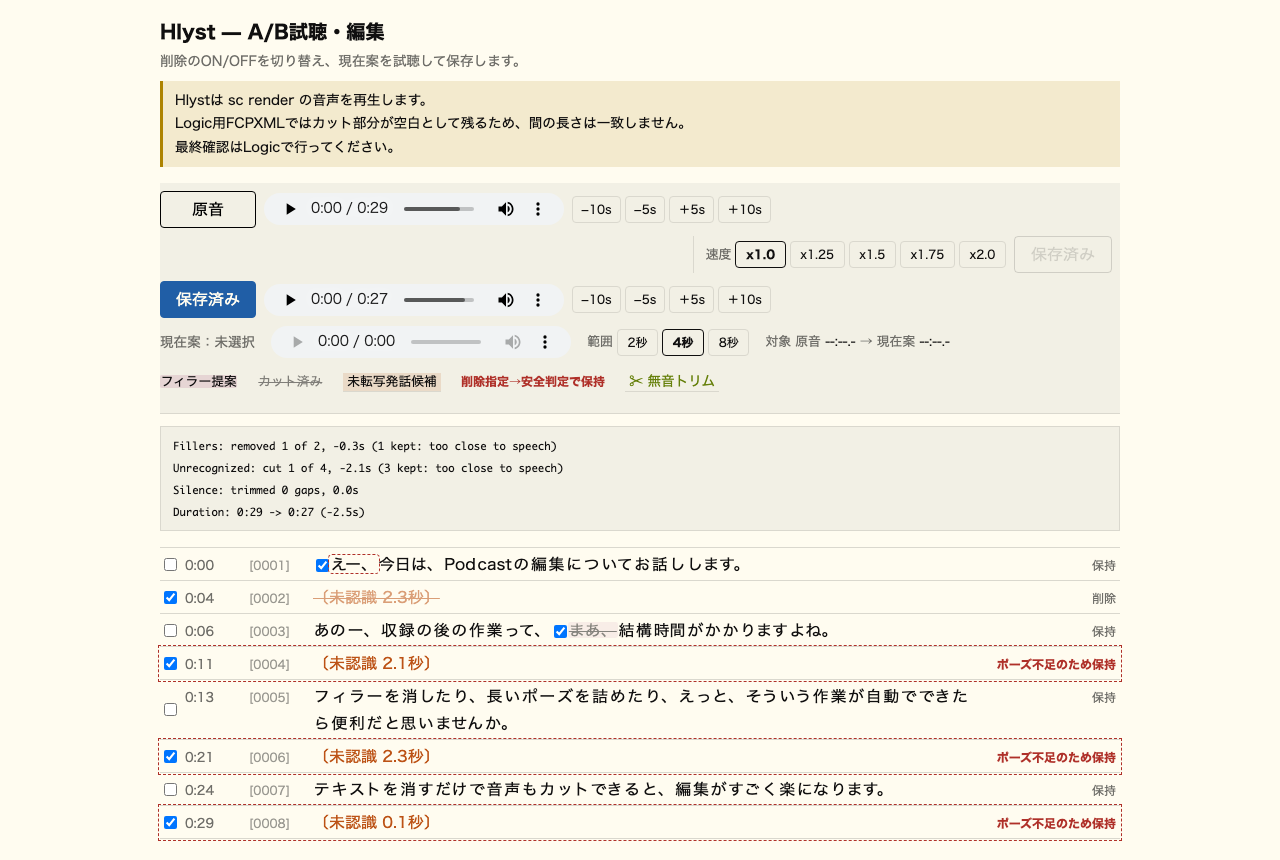 Hlyst — A/B試聴・編集
削除のON/OFFを切り替え、現在案を試聴して保存します。
Hlystは sc render の音声を再生します。
Logic用FCPXMLではカット部分が空白として残るため、間の長さは一致しません。
最終確認はLogicで行ってください。
原音 0:00 / 0:29 −10s −5s +5s +10s
速度 x1.0 x1.25 x1.5 x1.75 x2.0 保存済み
保存済み 0:00 / 0:27 −10s −5s +5s +10s
現在案：未選択 0:00 / 0:00 範囲 2秒 4秒 8秒 対象 原音 --:--.- → 現在案 --:--.-
フィラー提案 カット済み 未転写発話候補 削除指定→安全判定で保持 ✂ 無音トリム
Fillers: removed 1 of 2, -0.3s (1 kept: too close to speech)
Unrecognized: cut 1 of 4, -2.1s (3 kept: too close to speech)
Silence: trimmed 0 gaps, 0.0s
Duration: 0:29 -> 0:27 (-2.5s)
0:00 [0001] えー、今日は、Podcastの編集についてお話しします。 保持
0:04 [0002] 〔未認識 2.3秒〕 削除
0:06 [0003] あの一、収録の後の作業って、まあ、結構時間がかかりますよね。 保持
0:11 [0004] 〔未認識 2.1秒〕 ポーズ不足のため保持
0:13 [0005] フィラーを消したり、長いポーズを詰めたり、えっと、そういう作業が自動でできた 保持
ら便利だと思いませんか。
0:21 [0006] 〔未認識 2.3秒〕 ポーズ不足のため保持
0:24 [0007] テキストを消すだけで音声もカットできると、編集がすごく楽になります。 保持
0:29 [0008] 〔未認識 0.1秒〕 ポーズ不足のため保持